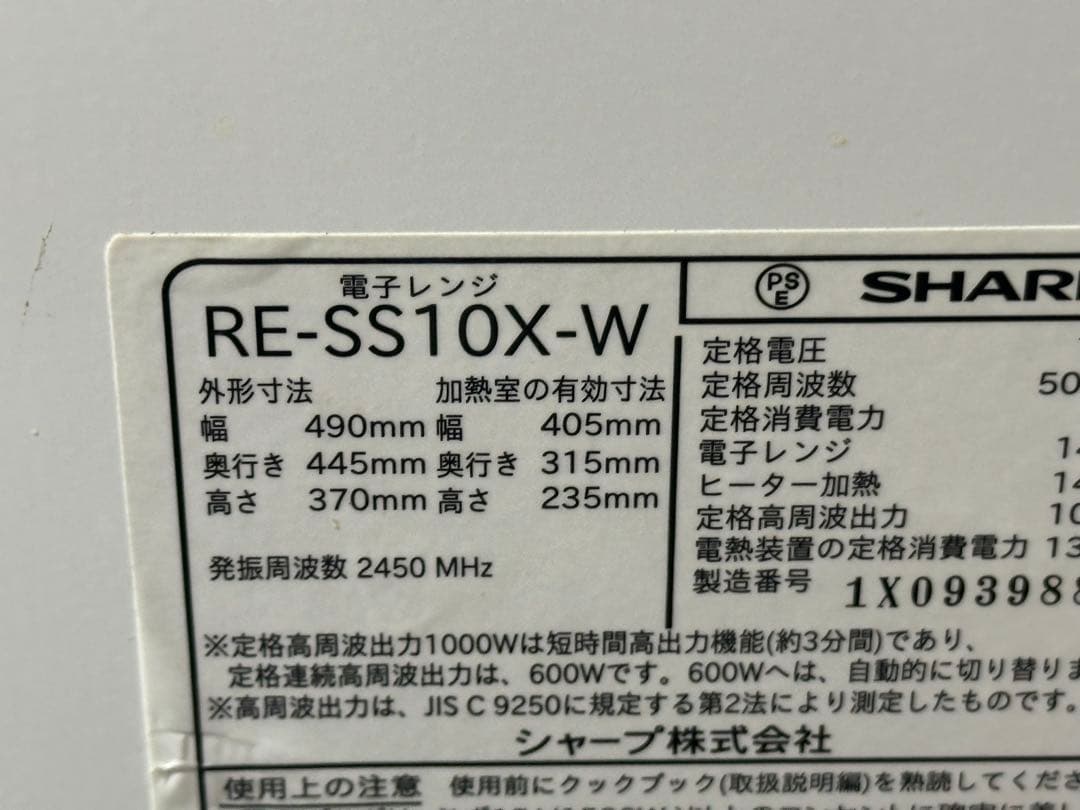 電子レンジ
RE-SS10X-W
外形寸法 加熱室の有効寸法
幅 490mm 幅 405mm
奥行き 445mm 奥行き 315mm
高さ 370mm 高さ 235mm
発振周波数 2450 MHz
PSE SHAR
定格電圧
定格周波数 50
定格消費電力
電子レンジ 14
ヒーター加熱 14
定格高周波出力 10
電熱装置の定格消費電力 13
製造番号 1X093988
※定格高周波出力1000Wは短時間高出力機能(約3分間)であり、
定格連続高周波出力は、600Wです。600Wへは、自動的に切り替りま
※高周波出力は、JIS C 9250に規定する第2法により測定したものです。
シャープ株式会社
使用上の注意 使用前にクックブック(取扱説明編)を熟読してくださ